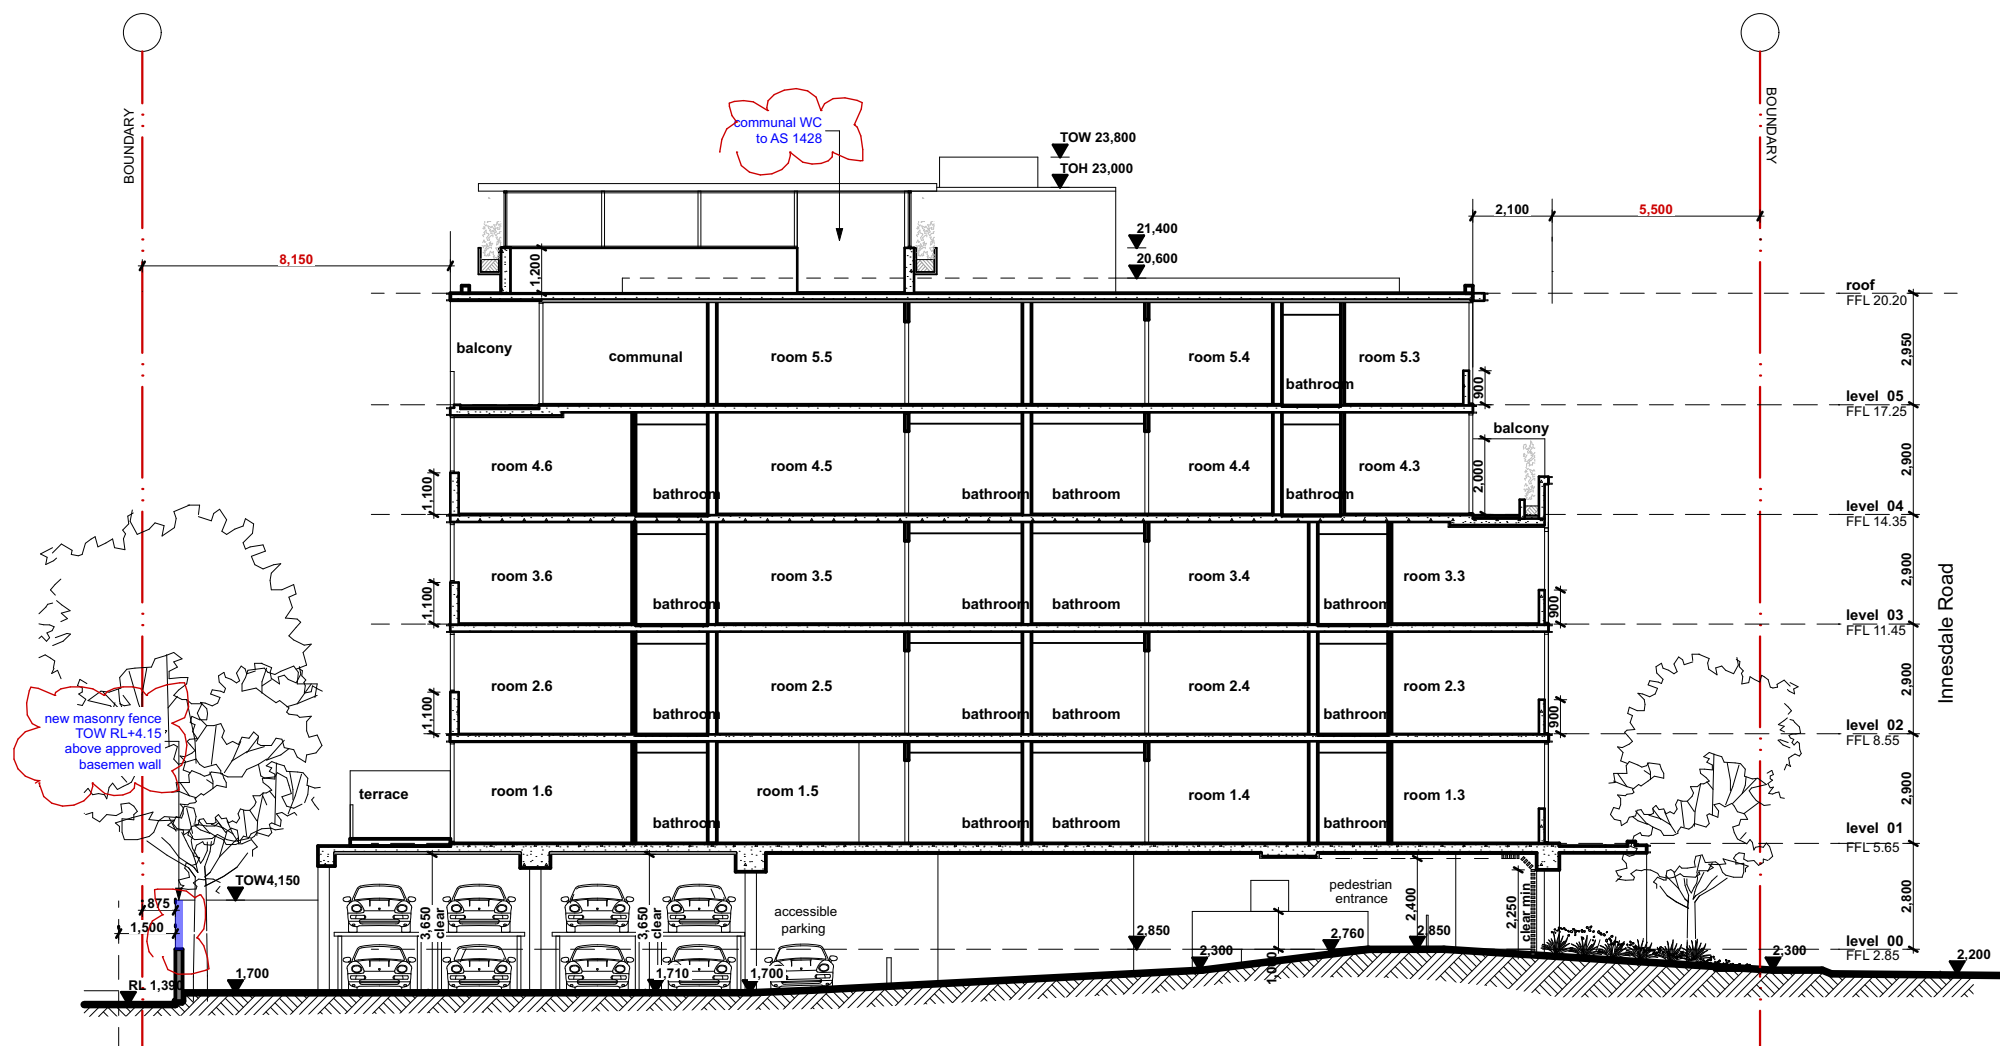 BOUNDARY
BOUNDARY
communal WC
to AS 1428
TOW 23,800
TOH 23,000
21,400
20,600
2,100
5,500
8,150
1,200
roof
FFL 20.20
balcony
communal
room 5.5
room 5.4
room 5.3
bathroom
900
2,950
level 05
FFL 17.25
balcony
room 4.6
room 4.5
room 4.4
room 4.3
bathroom
bathroom
bathroom
bathroom
1,100
2,000
2,900
level 04
FFL 14.35
room 3.6
room 3.5
room 3.4
room 3.3
bathroom
bathroom
bathroom
bathroom
1,100
900
2,900
level 03
FFL 11.45
Innesdale Road
room 2.6
room 2.5
room 2.4
room 2.3
bathroom
bathroom
bathroom
bathroom
1,100
900
2,900
level 02
FFL 8.55
new masonry fence
TOW RL+4.15
above approved
basemen wall
terrace
room 1.6
room 1.5
room 1.4
room 1.3
bathroom
bathroom
bathroom
bathroom
2,900
level 01
FFL 5.65
TOW4,150
875
1,500
3,650
clear
3,650
clear
accessible
parking
pedestrian
entrance
2,400
2,250
clear min
2,800
2,850
2,300
2,760
2,850
level 00
FFL 2.85
2,300
2,200
RL 1,390
1,700
1,710
1,700